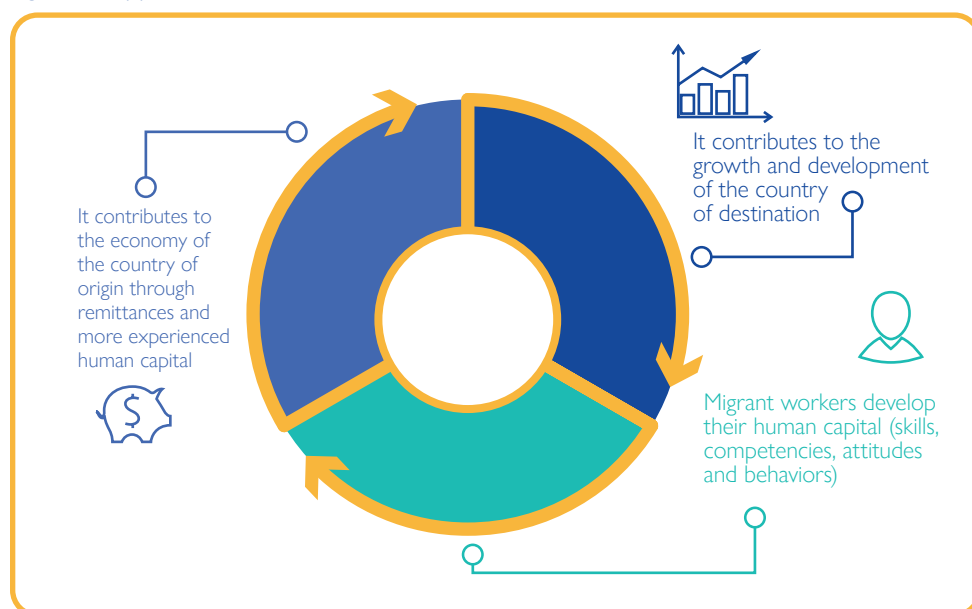 It contributes to the
growth and development
of the country
of destination
Migrant workers develop
their human capital (skills,
competencies, attitudes
and behaviors)
It contributes to
the economy of
the country of
origin through
remittances and
more experienced
human capital
$